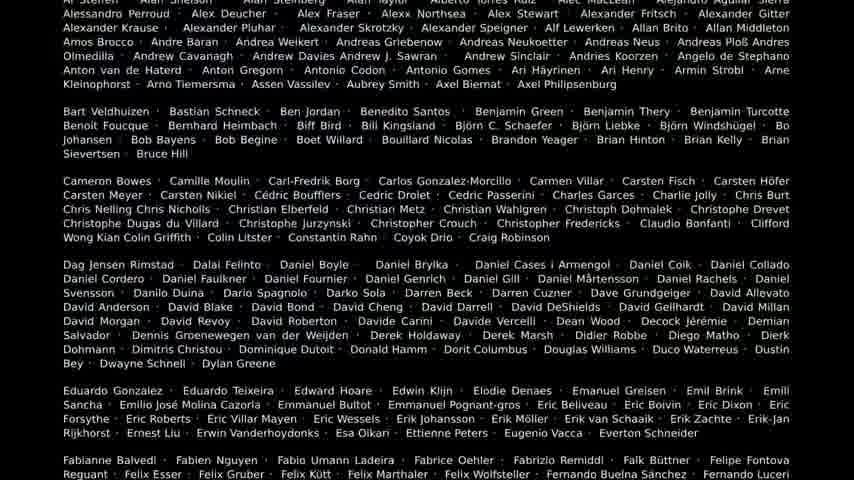 Alessandro Perroud · Alex Deucher · Alex Fraser · Alexx Northsea · Alex Stewart · Alexander Fritsch · Alexander Gitter
Alexander Krause · Alexander Pluhar · Alexander Skrotzky · Alexander Speigner · Alf Lewerken · Allan Brito · Allan Middleton
Amos Brocco · Andre Baran · Andrea Weikert · Andreas Griebenow · Andreas Neukoetter · Andreas Neus · Andreas Ploß Andres
Olmedilla · Andrew Cavanagh · Andrew Davies Andrew J. Sawran · Andrew Sinclair · Andries Koorzen · Angelo de Stephano
Anton van de Haterd · Anton Gregorn · Antonio Codon · Antonio Gomes · Ari Häyrinen · Ari Henry · Armin Strobl · Arne
Kleinophorst · Arno Tiemersma · Assen Vassilev · Aubrey Smith · Axel Biernat · Axel Philipsenburg
Bart Veldhuizen · Bastian Schneck · Ben Jordan · Benedito Santos · Benjamin Green · Benjamin Thery · Benjamin Turcotte
Benoit Foucque · Bernhard Heimbach · Biff Bird · Bill Kingsland · Björn C. Schaefer · Björn Liebke · Björn Windshügel · Bo
Johansen · Bob Bayens · Bob Begine · Boet Willard · Bouillard Nicolas · Brandon Yeager · Brian Hinton · Brian Kelly · Brian
Sievertsen · Bruce Hill
Cameron Bowes · Camille Moulin · Carl-Fredrik Borg · Carlos Gonzalez-Morcillo · Carmen Villar · Carsten Fisch · Carsten Höfer
Carsten Meyer · Carsten Nikiel · Cédric Boufflers · Cedric Drolet · Cedric Passerini · Charles Garces · Charlie Jolly · Chris Burt
Chris Nelling Chris Nicholls · Christian Elberfeld · Christian Metz · Christian Wahlgren · Christoph Dohmalek · Christophe Drevet
Christophe Dugas du Villard · Christophe Jurzynski · Christopher Crouch · Christopher Fredericks · Claudio Bonfanti · Clifford
Wong Kian Colin Griffith · Colin Litster · Constantin Rahn · Coyok Drio · Craig Robinson
Dag Jensen Rimstad · Dalai Felinto · Daniel Boyle · Daniel Brylka · Daniel Cases i Armengol · Daniel Coik · Daniel Collado
Daniel Cordero · Daniel Faulkner · Daniel Fournier · Daniel Genrich · Daniel Gill · Daniel Mårtensson · Daniel Rachels · Daniel
Svensson · Danilo Duina · Dario Spagnolo · Darko Sola · Darren Beck · Darren Cuzner · Dave Grundgeiger · David Allevato
David Anderson · David Blake · David Bond · David Cheng · David Darrell · David DeShields · David Geilhardt · David Millan
David Morgan · David Revoy · David Roberton · Davide Carini · Davide Vercelli · Dean Wood · Decock Jérémie · Demian
Salvador · Dennis Groenewegen van der Weijden · Derek Holdaway · Derek Marsh · Didier Robbe · Diego Matho · Dierk
Dohmann · Dimitris Christou · Dominique Dutoit · Donald Hamm · Dorit Columbus · Douglas Williams · Duco Waterreus · Dustin
Bey · Dwayne Schnell · Dylan Greene
Eduardo Gonzalez · Eduardo Teixeira · Edward Hoare · Edwin Klijn · Elodie Denaes · Emanuel Greisen · Emil Brink · Emili
Sancha · Emilio José Molina Cazorla · Emmanuel Bultot · Emmanuel Pognant-gros · Eric Beliveau · Eric Boivin · Eric Dixon · Eric
Forsythe · Eric Roberts · Eric Villar Mayen · Eric Wessels · Erik Johansson · Erik Möller · Erik van Schaaik · Erik Zachte · Erik-Jan
Rijkhorst · Ernest Liu · Erwin Vanderhoydonks · Esa Oikari · Ettienne Peters · Eugenio Vacca · Everton Schneider
Fabianne Balvedi · Fabien Nguyen · Fabio Umann Ladeira · Fabrice Oehler · Fabrizio Remiddi · Falk Büttner · Felipe Fontova
Reguant · Felix Esser · Felix Gruber · Felix Kütt · Felix Marthaler · Felix Wolfsteller · Fernando Buelna Sánchez · Fernando Luceri